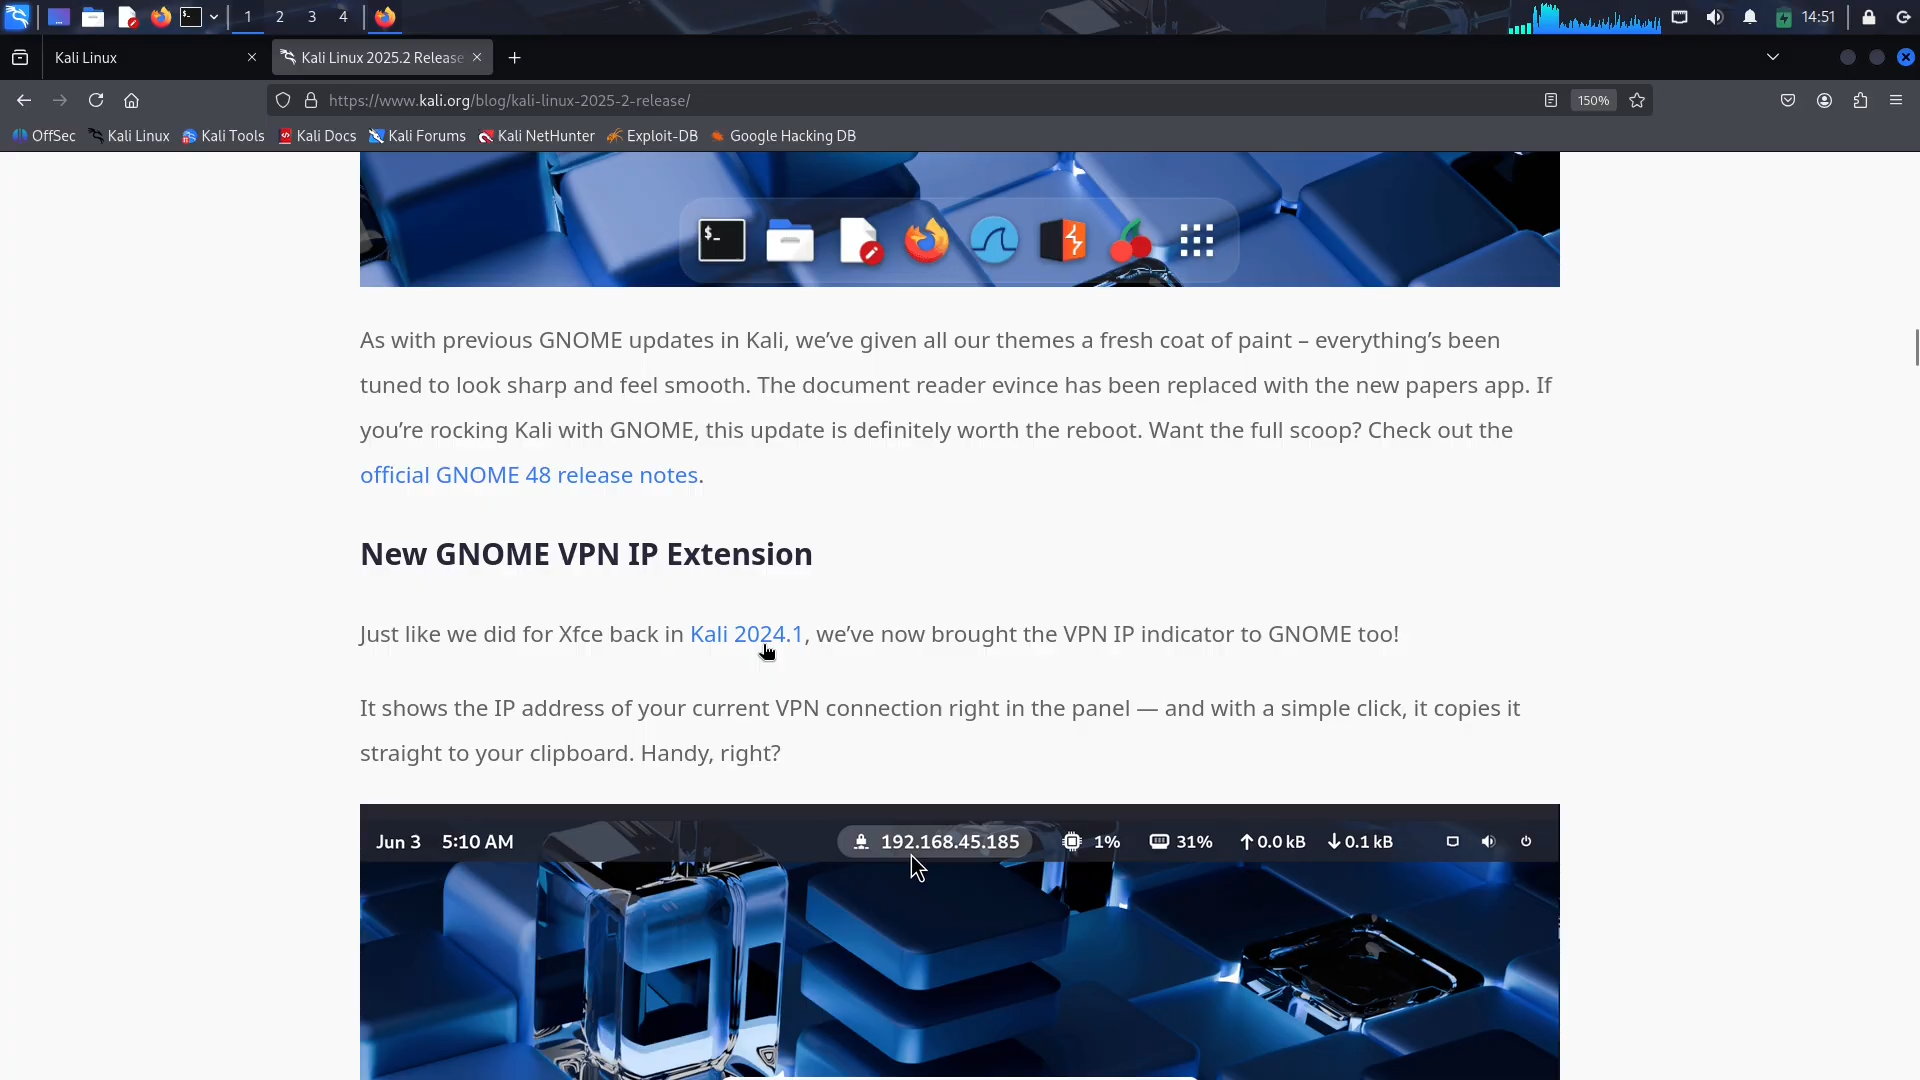 1 2 3 4 14:51
Kali Linux
Kali Linux 2025.2 Release
https://www.kali.org/blog/kali-linux-2025-2-release/
150%
OffSec Kali Linux Kali Tools Kali Docs Kali Forums Kali NetHunter Exploit-DB Google Hacking DB
$_
As with previous GNOME updates in Kali, we’ve given all our themes a fresh coat of paint – everything’s been
tuned to look sharp and feel smooth. The document reader evince has been replaced with the new papers app. If
you’re rocking Kali with GNOME, this update is definitely worth the reboot. Want the full scoop? Check out the
official GNOME 48 release notes.
New GNOME VPN IP Extension
Just like we did for Xfce back in Kali 2024.1, we’ve now brought the VPN IP indicator to GNOME too!
It shows the IP address of your current VPN connection right in the panel — and with a simple click, it copies it
straight to your clipboard. Handy, right?
Jun 3 5:10 AM 192.168.45.185 1% 31% 0.0 kB 0.1 kB